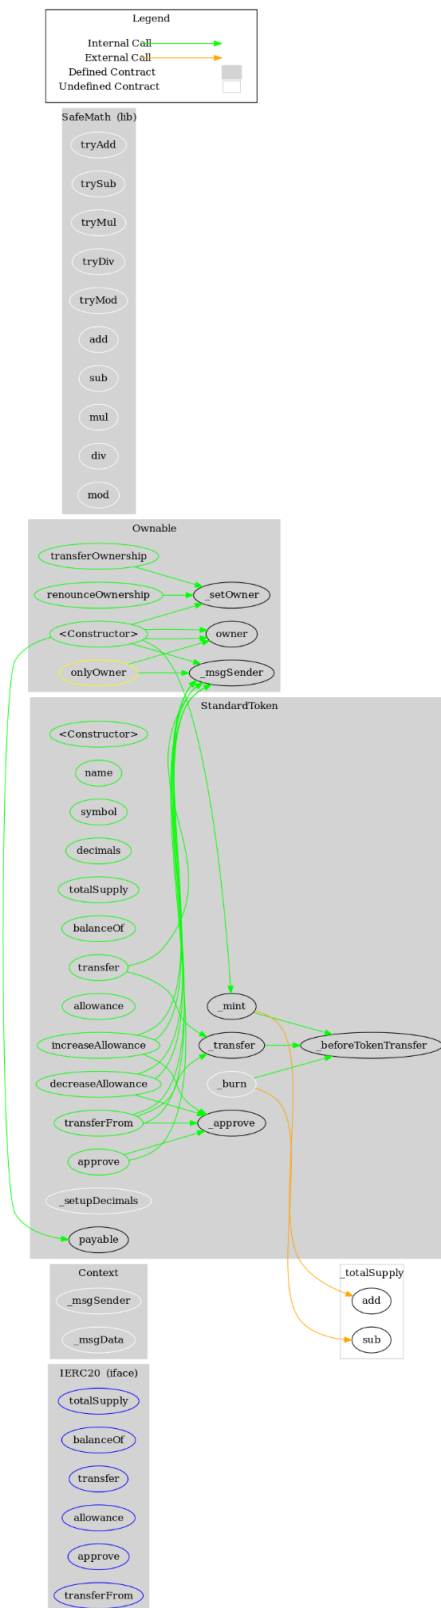 Legend
Internal Call
External Call
Defined Contract
Undefined Contract
SafeMath (lib)
tryAdd
trySub
tryMul
tryDiv
tryMod
add
sub
mul
div
mod
Ownable
transferOwnership
renounceOwnership
_setOwner
<Constructor>
owner
onlyOwner
_msgSender
StandardToken
<Constructor>
name
symbol
decimals
totalSupply
balanceOf
transfer
allowance
_mint
increaseAllowance
_transfer
_beforeTokenTransfer
decreaseAllowance
_burn
transferFrom
_approve
approve
_setupDecimals
payable
Context
_msgSender
_msgData
_totalSupply
add
sub
IERC20 (iface)
totalSupply
balanceOf
transfer
allowance
approve
transferFrom